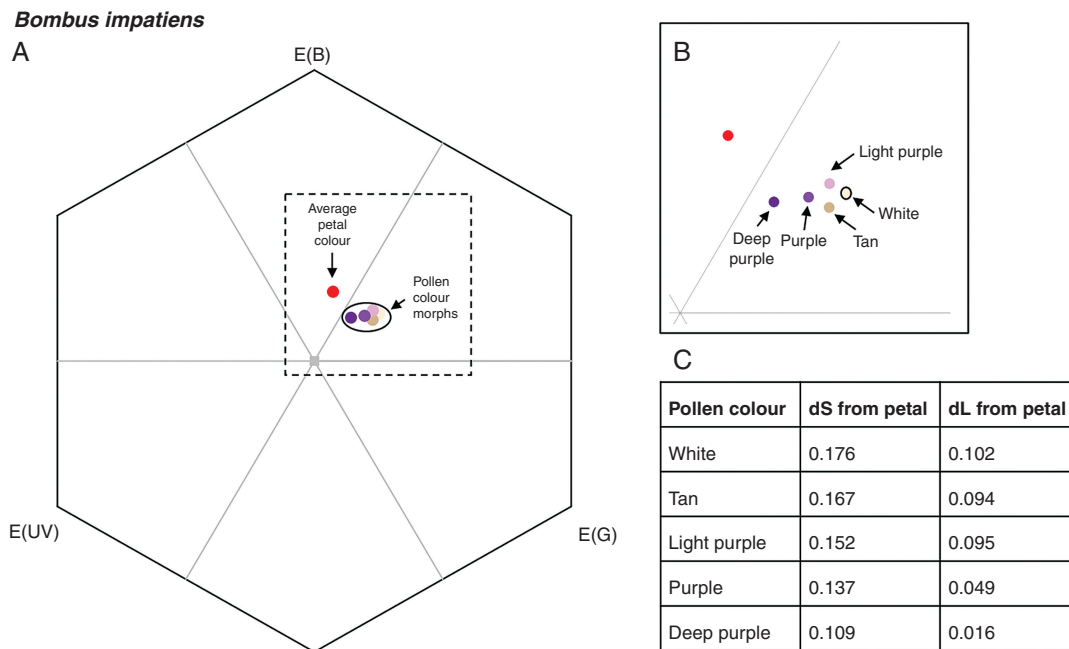 Bombus impatiens
A
E(B)
Average
petal
colour
Pollen
colour
morphs
E(UV)
E(G)
B
Light purple
White
Deep
purple
Purple
Tan
C
Pollen colour dS from petal dL from petal
White 0.176 0.102
Tan 0.167 0.094
Light purple 0.152 0.095
Purple 0.137 0.049
Deep purple 0.109 0.016